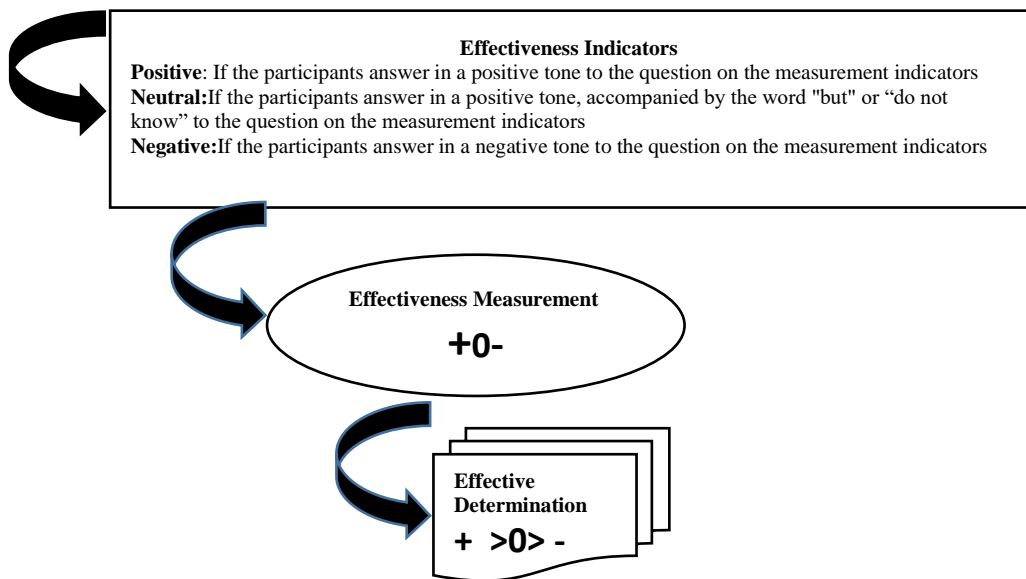 Effectiveness Indicators
Positive: If the participants answer in a positive tone to the question on the measurement indicators
Neutral:If the participants answer in a positive tone, accompanied by the word "but" or “do not
know” to the question on the measurement indicators
Negative:If the participants answer in a negative tone to the question on the measurement indicators
Effectiveness Measurement
+0-
Effective
Determination
+ >0> -